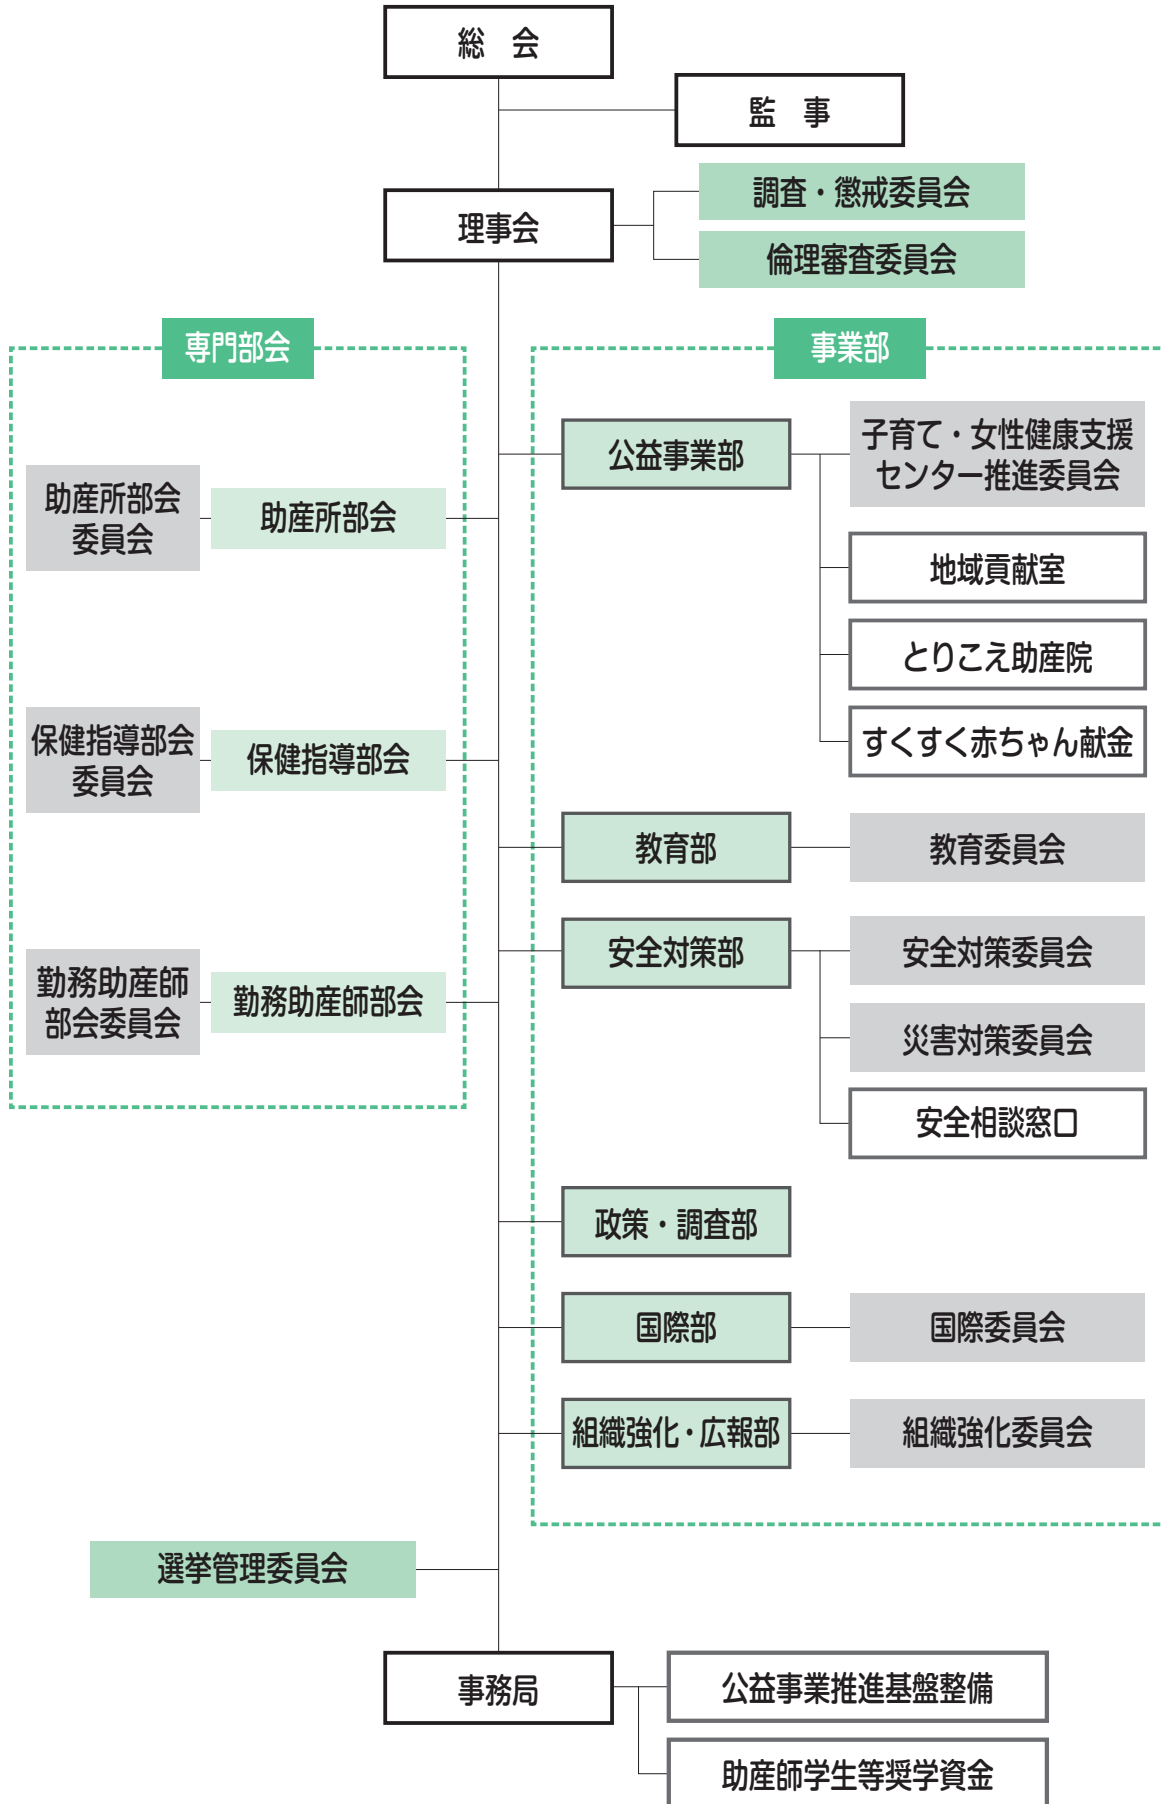 総　会
監　事
理事会
調査・懲戒委員会
倫理審査委員会
専門部会
助産所部会
委員会
助産所部会
保健指導部会
委員会
保健指導部会
勤務助産師
部会委員会
勤務助産師部会
事業部
公益事業部
子育て・女性健康支援
センター推進委員会
地域貢献室
とりこえ助産院
すくすく赤ちゃん献金
教育部
教育委員会
安全対策部
安全対策委員会
災害対策委員会
安全相談窓口
政策・調査部
国際部
国際委員会
組織強化・広報部
組織強化委員会
選挙管理委員会
事務局
公益事業推進基盤整備
助産師学生等奨学資金